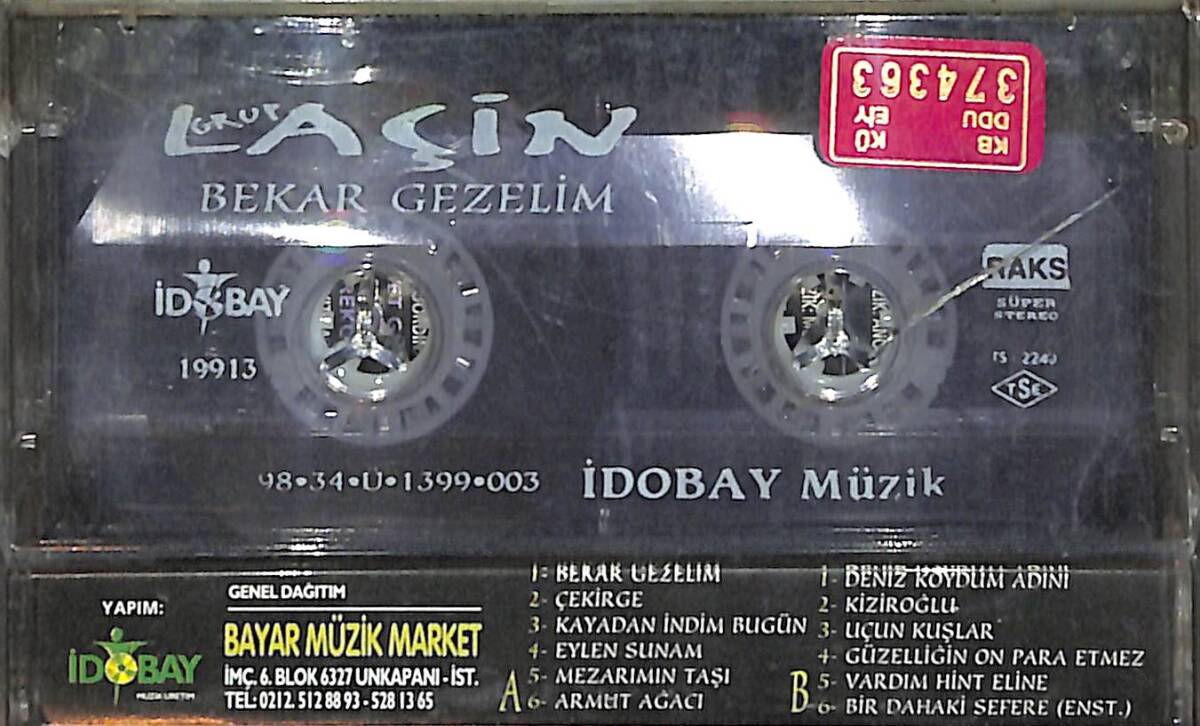 GRUP
LAÇİN
BEKAR GEZELİM
374363
KB KÜ
DDU EİY
İDOBAY
19913
RAKS
SÜPER
STEREO
TS 2240
TSE
98•34•Ü•1399•003
İDOBAY Müzik
YAPIM:
İDOBAY
MÜZİK ÜRETİM
GENEL DAĞITIM
BAYAR MÜZİK MARKET
İMÇ. 6. BLOK 6327 UNKAPANI - İST.
TEL: 0212. 512 88 93 - 528 13 65
A
1- BEKAR GEZELİM
2- ÇEKİRGE
3- KAYADAN İNDİM BUGÜN
4- EYLEN SUNAM
5- MEZARIMIN TAŞI
6- ARMUT AĞACI
B
1- DENİZ KOYDUM ADINI
2- KİZİROĞLU
3- UÇUN KUŞLAR
4- GÜZELLİĞİN ON PARA ETMEZ
5- VARDIM HİNT ELİNE
6- BİR DAHAKİ SEFERE (ENST.)